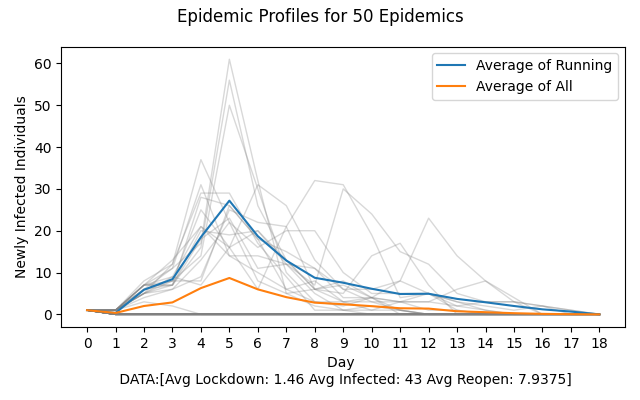 Epidemic Profiles for 50 Epidemics
Average of Running
Average of All
Newly Infected Individuals
60
50
40
30
20
10
0
0 1 2 3 4 5 6 7 8 9 10 11 12 13 14 15 16 17 18
Day
DATA:[Avg Lockdown: 1.46 Avg Infected: 43 Avg Reopen: 7.9375]